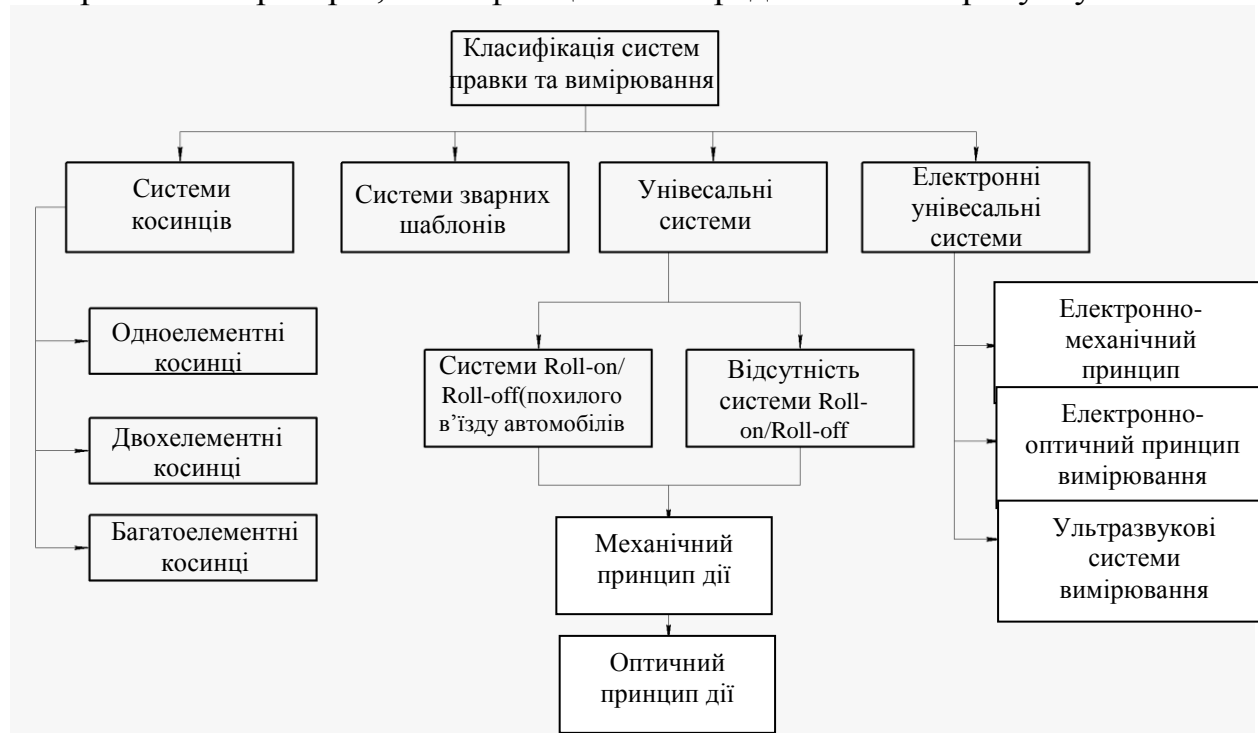 Класифікація систем
правки та вимірювання
Системи
косинців
Системи зварних
шаблонів
Унівесальні
системи
Електронні
унівесальні
системи
Одноелементні
косинці
Двохелементні
косинці
Багатоелементні
косинці
Системи Roll-on/
Roll-off(похилого
в’їзду автомобілів
Відсутність
системи Roll-
on/Roll-off
Механічний
принцип дії
Оптичний
принцип дії
Електронно-
механічний
принцип
Електронно-
оптичний принцип
вимірювання
Ультразвукові
системи
вимірювання